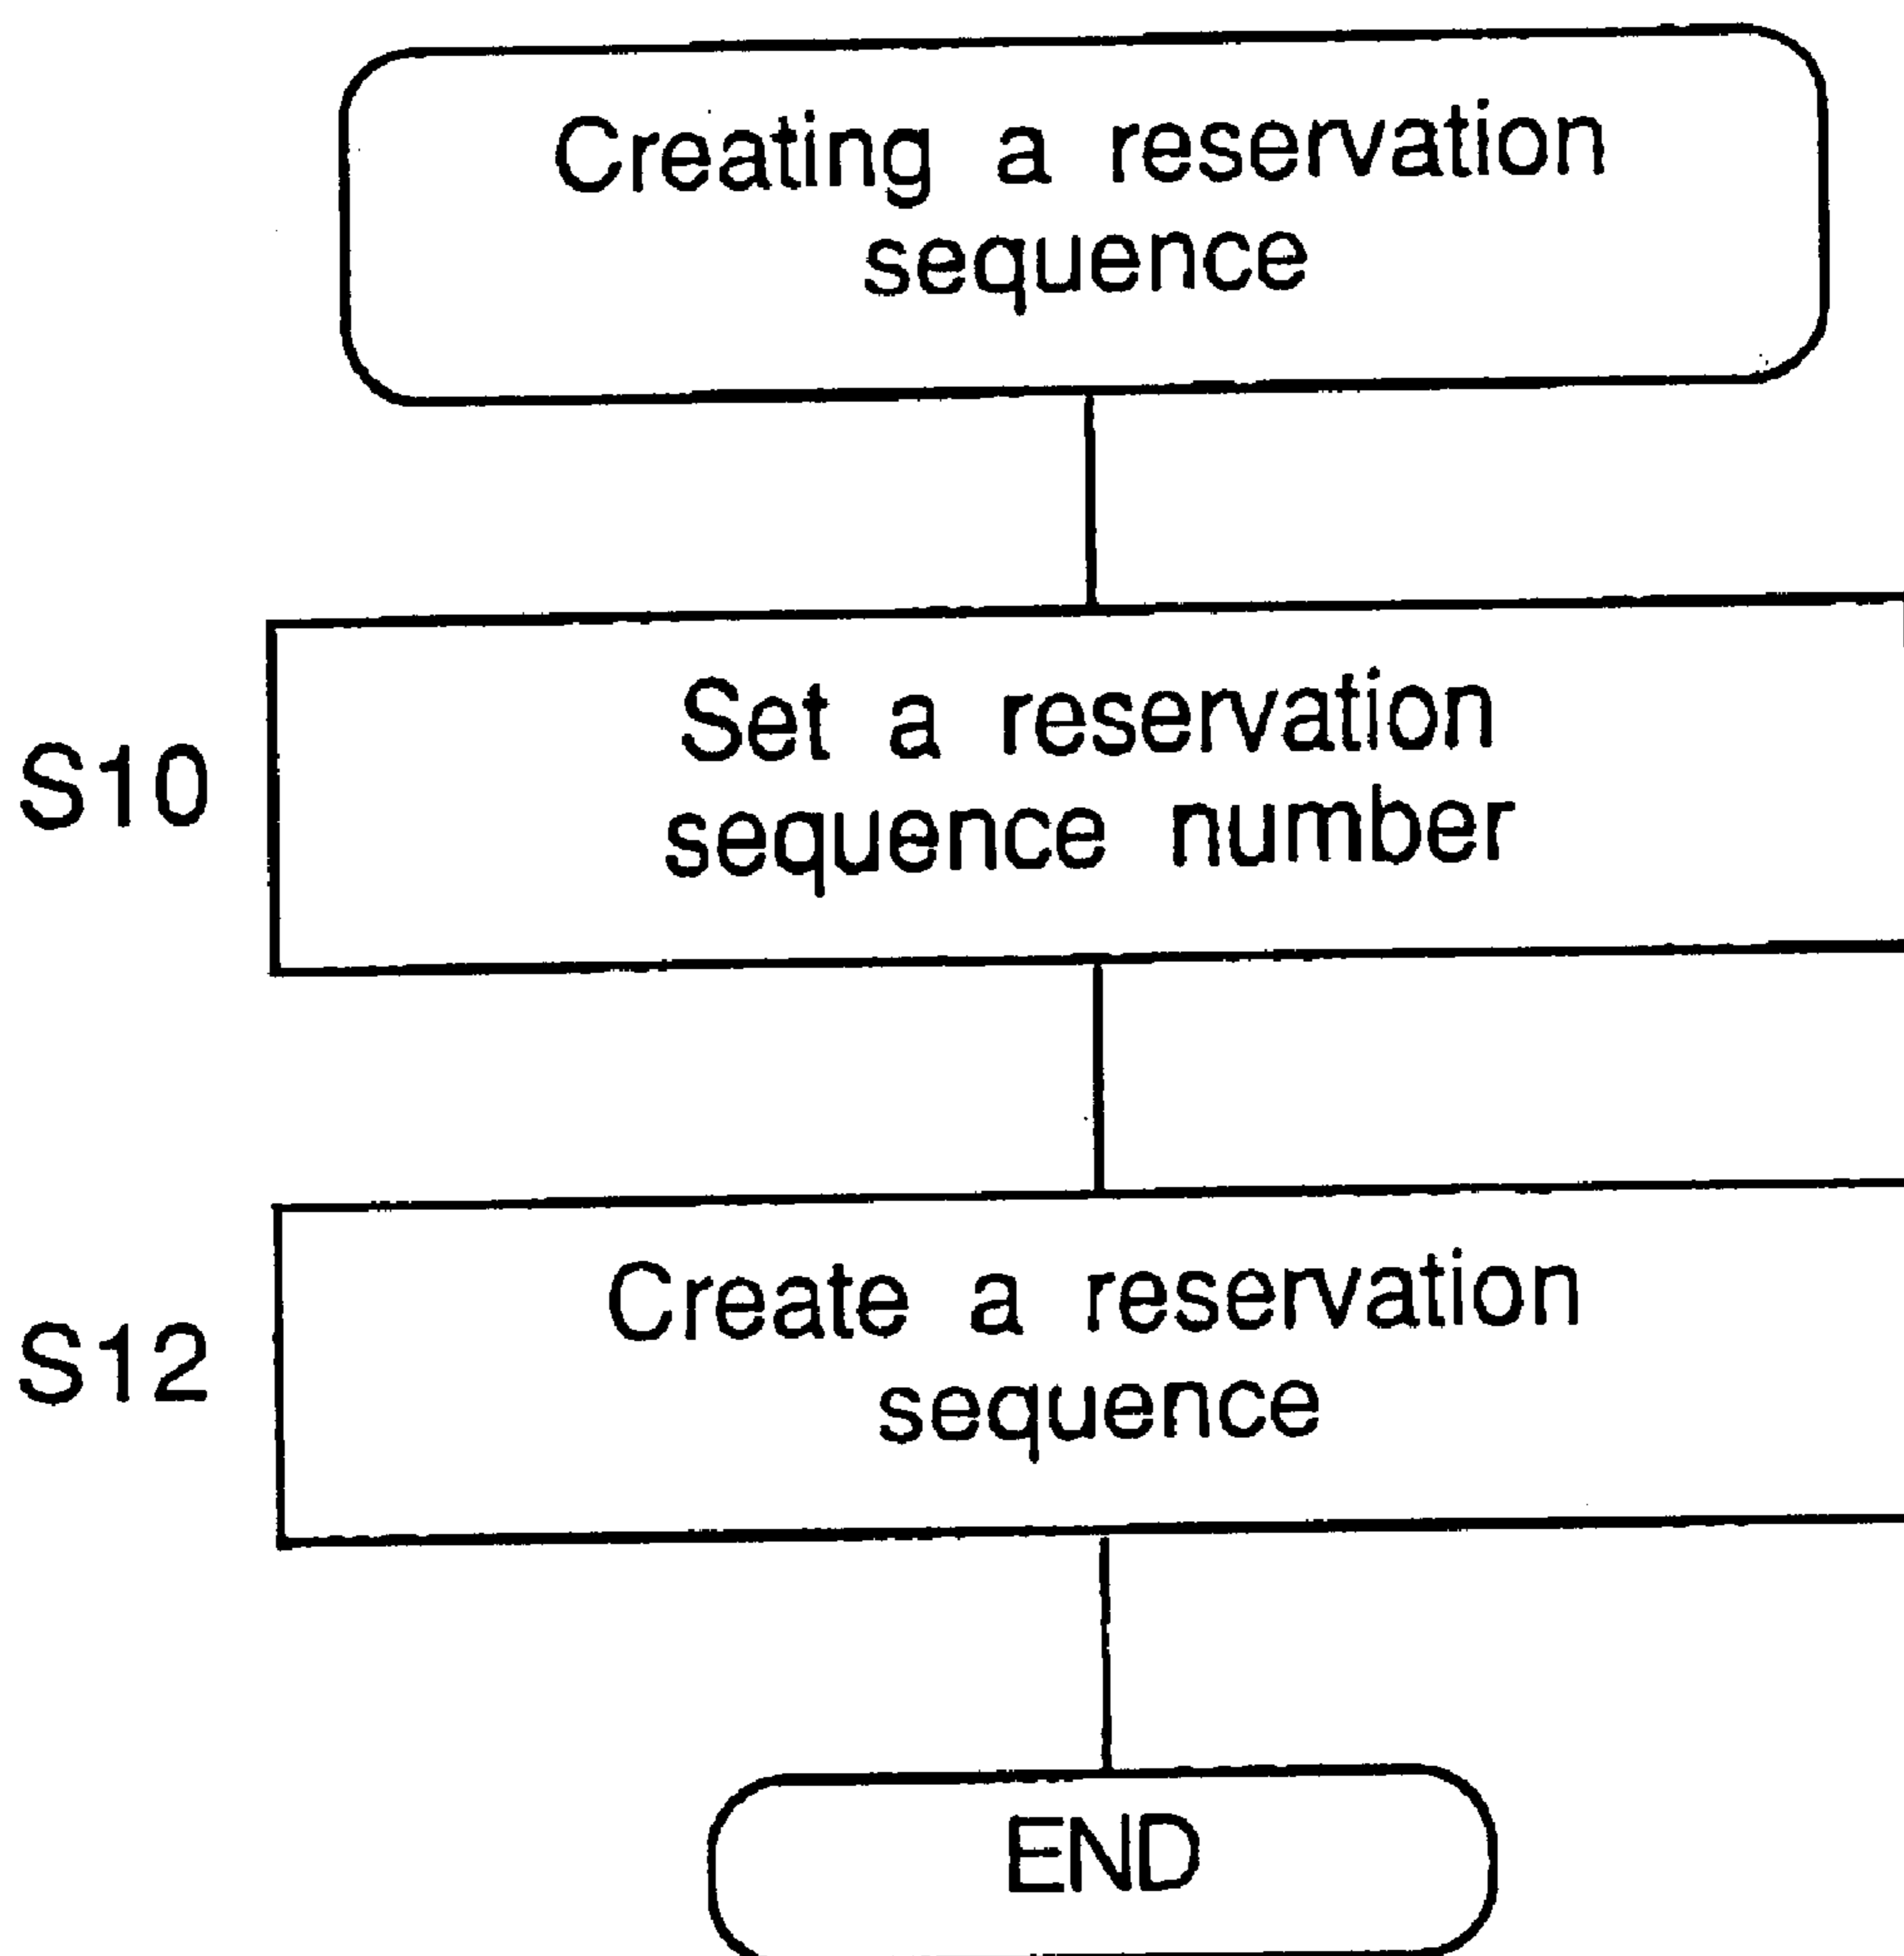 Creating a reservation
sequence
S10
Set a reservation
sequence number
S12
Create a reservation
sequence
END